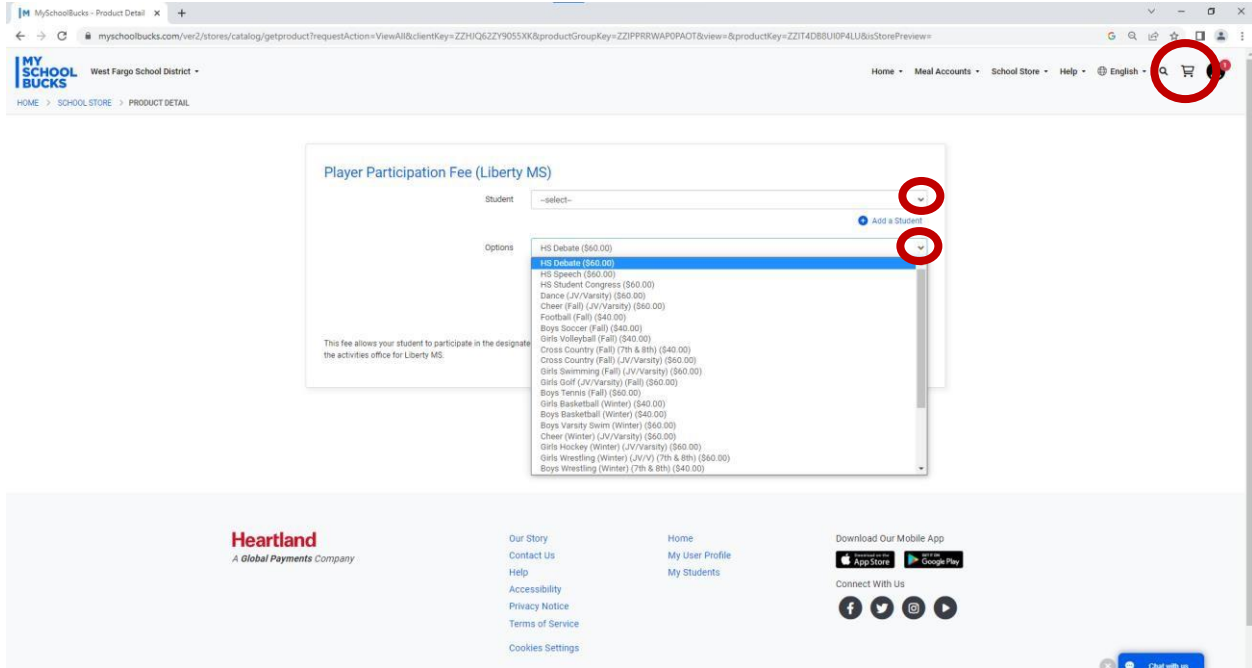 MySchoolBucks - Product Detail
myschoolbucks.com/ver2/stores/catalog/getproduct?requestAction=ViewAll&clientKey=ZZHJQ62ZY9055XK&productGroupKey=ZZIPPRRWAP0PAOT&view=&productKey=ZZIT4DB8UI0P4LU&isStorePreview=
MY
SCHOOL
BUCKS
West Fargo School District
Home Meal Accounts School Store Help English
1
HOME > SCHOOL STORE > PRODUCT DETAIL
Player Participation Fee (Liberty MS)
Student --select--
Add a Student
Options HS Debate ($60.00)
HS Debate ($60.00)
HS Speech ($60.00)
HS Student Congress ($60.00)
Dance (JV/Varsity) ($60.00)
Cheer (Fall) (JV/Varsity) ($60.00)
Football (Fall) ($40.00)
Boys Soccer (Fall) ($40.00)
Girls Volleyball (Fall) ($40.00)
Cross Country (Fall) (7th & 8th) ($40.00)
Cross Country (Fall) (JV/Varsity) ($60.00)
Girls Swimming (Fall) (JV/Varsity) ($60.00)
Girls Golf (JV/Varsity) (Fall) ($60.00)
Boys Tennis (Fall) ($60.00)
Girls Basketball (Winter) ($40.00)
Boys Basketball (Winter) ($40.00)
Boys Varsity Swim (Winter) ($60.00)
Cheer (Winter) (JV/Varsity) ($60.00)
Girls Hockey (Winter) (JV/Varsity) ($60.00)
Girls Wrestling (Winter) (JV/V) (7th & 8th) ($60.00)
Boys Wrestling (Winter) (7th & 8th) ($40.00)
This fee allows your student to participate in the designate
the activities office for Liberty MS.
Heartland
A Global Payments Company
Our Story
Contact Us
Help
Accessibility
Privacy Notice
Terms of Service
Cookies Settings
Home
My User Profile
My Students
Download Our Mobile App
Download on the
App Store
GET IT ON
Google Play
Connect With Us
Chat with us